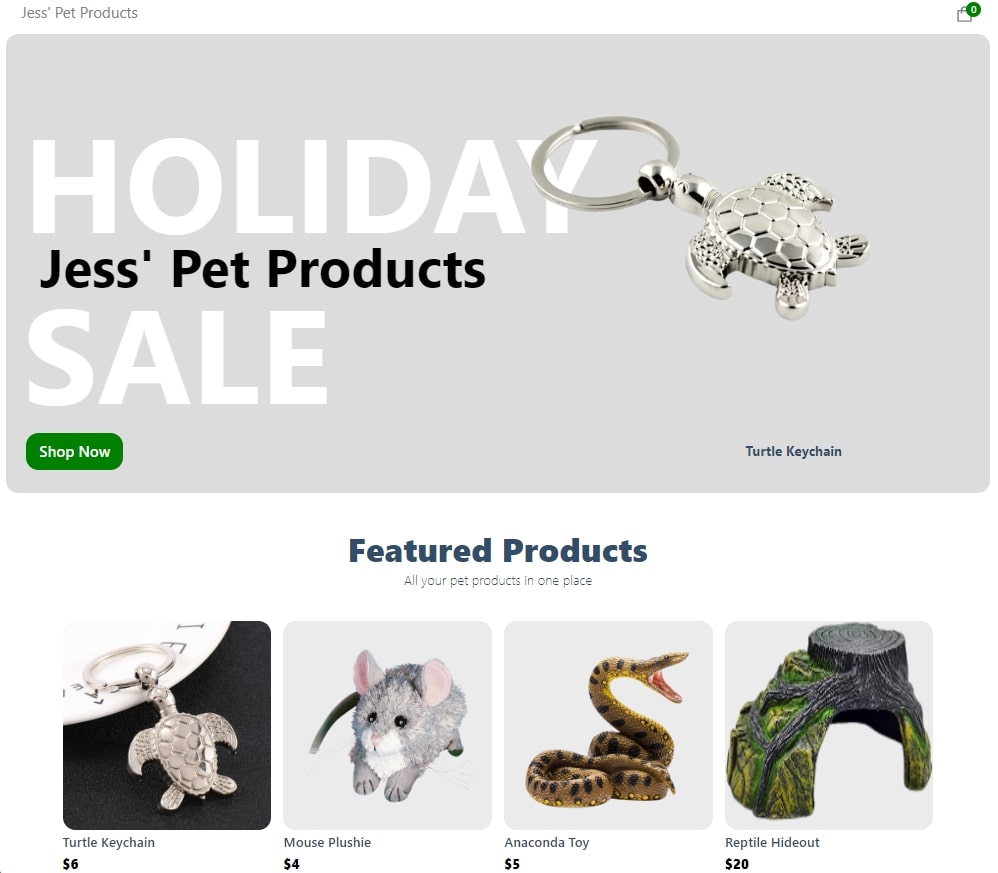 Jess' Pet Products
0
HOLIDAY
Jess' Pet Products
SALE
Shop Now
Turtle Keychain
Featured Products
All your pet products in one place
Turtle Keychain
$6
Mouse Plushie
$4
Anaconda Toy
$5
Reptile Hideout
$20